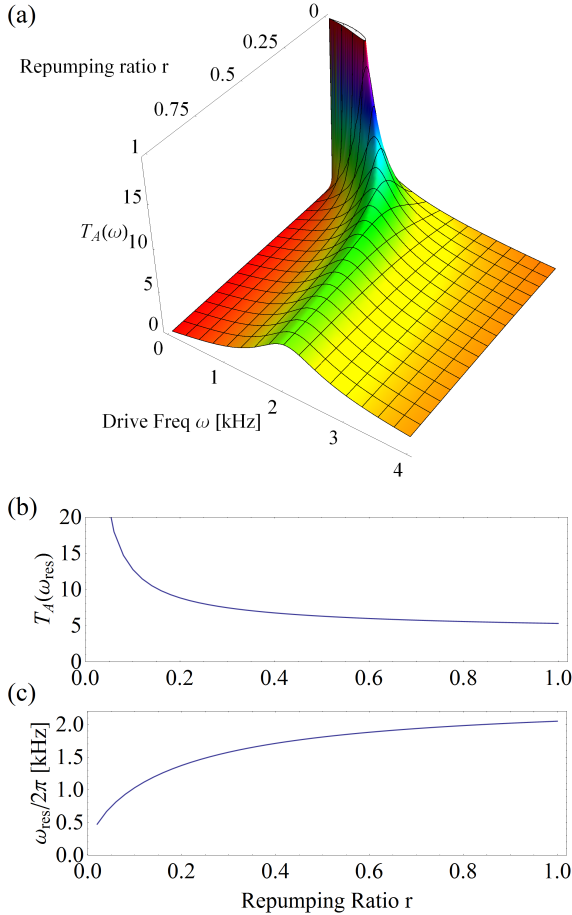 (a)
0
0.25
Repumping ratio r
0.5
0.75
1
15
T_A(ω)
10
5
0
0
1
2
Drive Freq ω [kHz]
3
4
(b)
20
15
10
5
0
T_A(ω_res)
0.0 0.2 0.4 0.6 0.8 1.0
(c)
2.0
1.5
1.0
0.5
0.0
ω_res/2π [kHz]
0.0 0.2 0.4 0.6 0.8 1.0
Repumping Ratio r